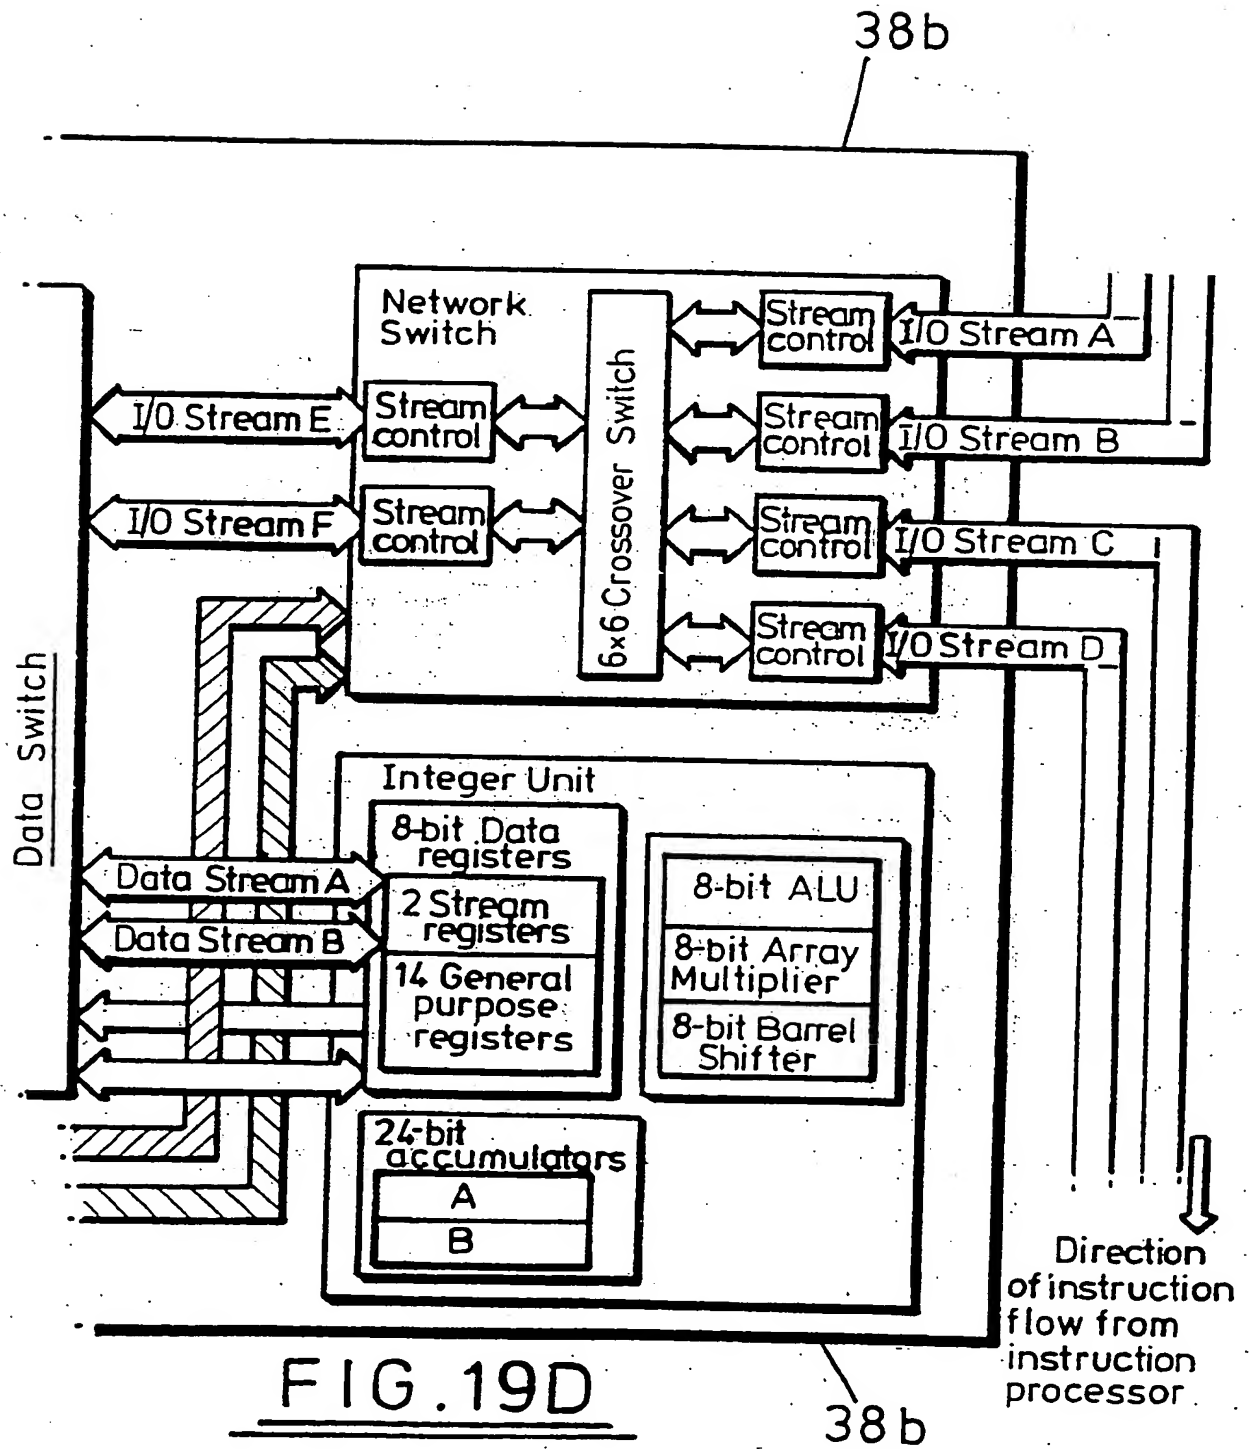 38b
Network
Switch
Stream
control
I/O Stream A
I/O Stream E
Stream
control
Stream
control
I/O Stream B
I/O Stream F
Stream
control
6x6 Crossover Switch
Stream
control
I/O Stream C
Stream
control
I/O Stream D
Data Switch
Integer Unit
8-bit Data
registers
Data Stream A
2 Stream
registers
Data Stream B
14 General
purpose
registers
8-bit ALU
8-bit Array
Multiplier
8-bit Barrel
Shifter
24-bit
accumulators
A
B
Direction
of instruction
flow from
instruction
processor
FIG.19D
38b